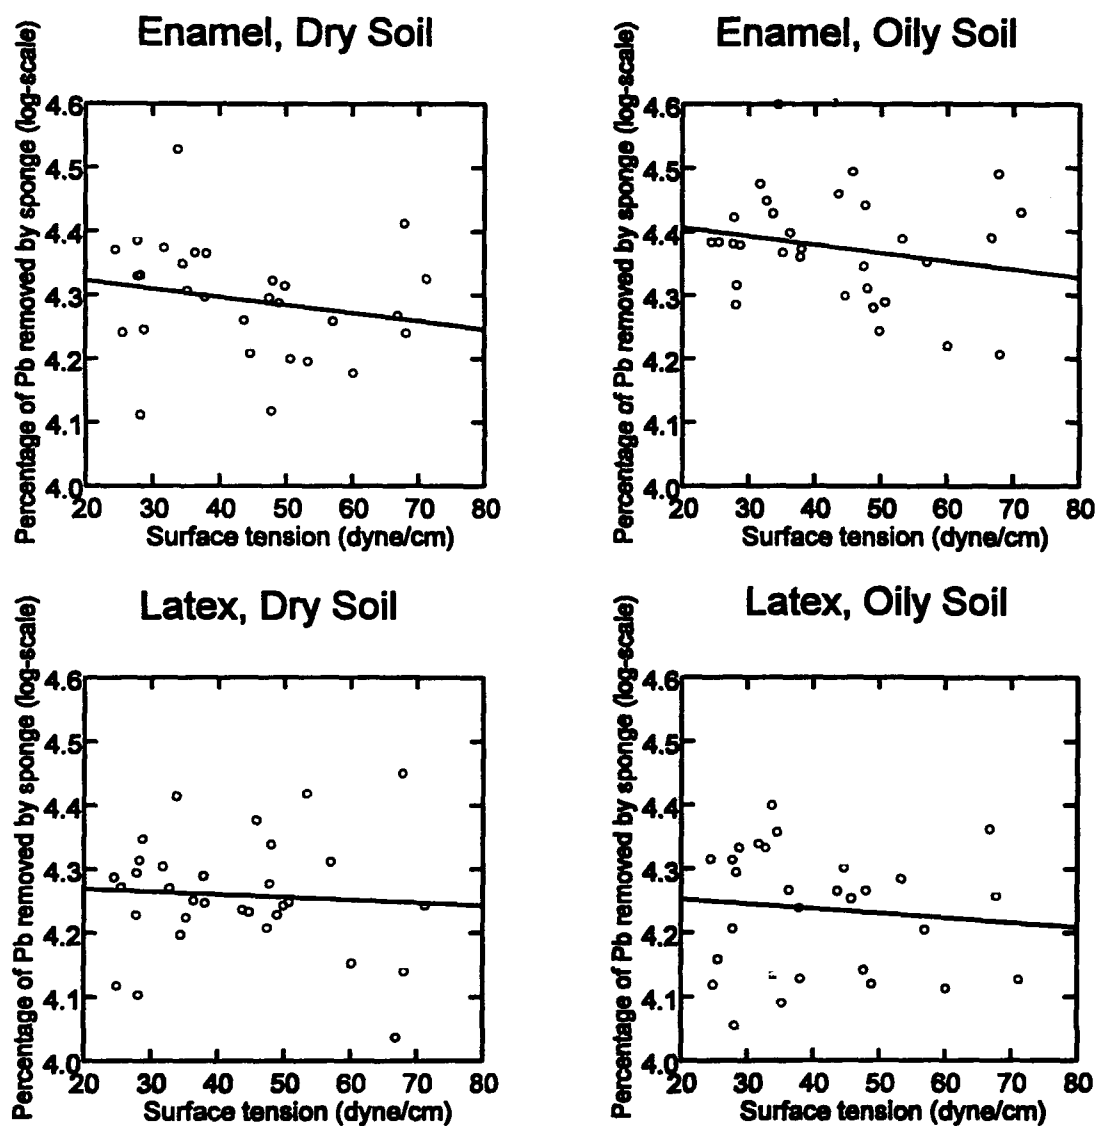 Enamel, Dry Soil
Percentage of Pb removed by sponge (log-scale)
4.6
4.5
4.4
4.3
4.2
4.1
4.0
20 30 40 50 60 70 80
Surface tension (dyne/cm)
Enamel, Oily Soil
Percentage of Pb removed by sponge (log-scale)
4.6
4.5
4.4
4.3
4.2
4.1
4.0
20 30 40 50 60 70 80
Surface tension (dyne/cm)
Latex, Dry Soil
Percentage of Pb removed by sponge (log-scale)
4.6
4.5
4.4
4.3
4.2
4.1
4.0
20 30 40 50 60 70 80
Surface tension (dyne/cm)
Latex, Oily Soil
Percentage of Pb removed by sponge (log-scale)
4.6
4.5
4.4
4.3
4.2
4.1
4.0
20 30 40 50 60 70 80
Surface tension (dyne/cm)